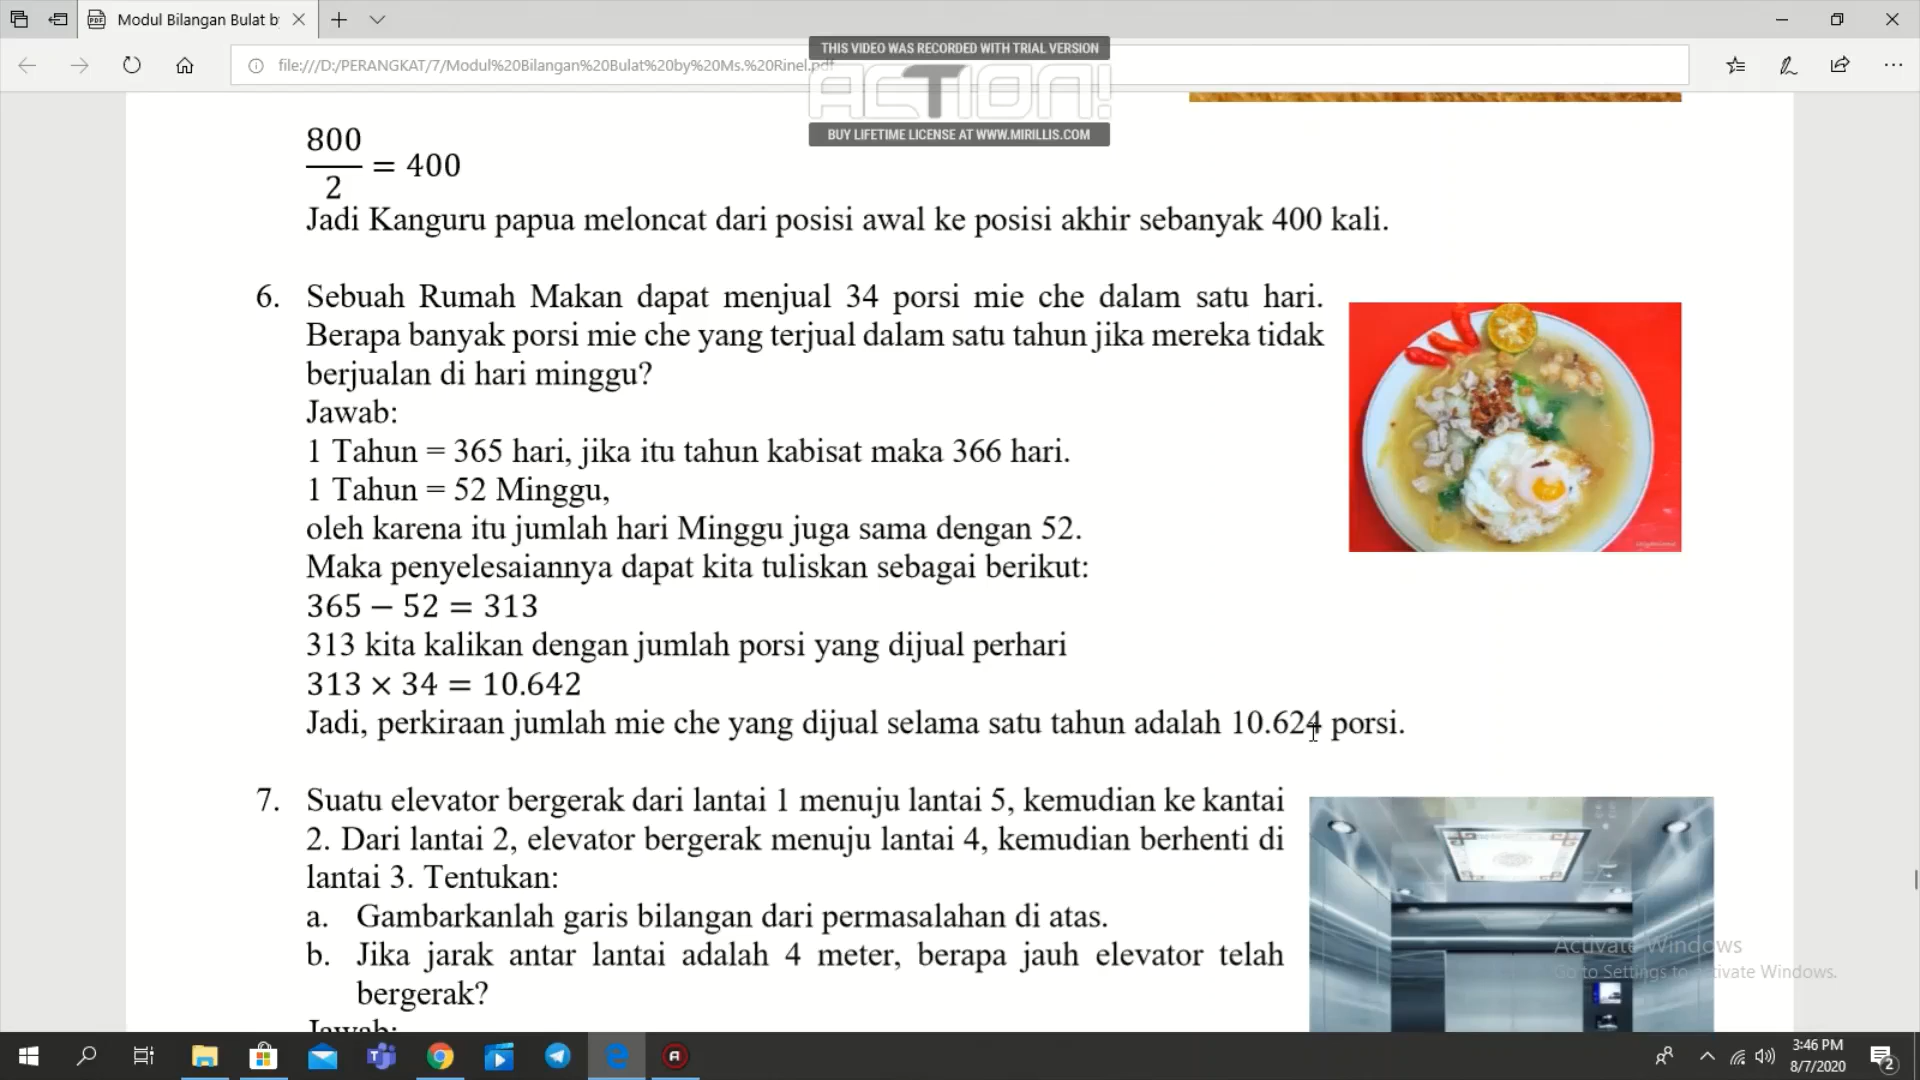 Modul Bilangan Bulat b
THIS VIDEO WAS RECORDED WITH TRIAL VERSION
file:///D:/PERANGKAT/7/Modul%20Bilangan%20Bulat%20by%20Ms.%20Rinel.pdf
ACTION!
BUY LIFETIME LICENSE AT WWW.MIRILLIS.COM
800
2
= 400
Jadi Kanguru papua meloncat dari posisi awal ke posisi akhir sebanyak 400 kali.
6. Sebuah Rumah Makan dapat menjual 34 porsi mie che dalam satu hari.
Berapa banyak porsi mie che yang terjual dalam satu tahun jika mereka tidak
berjualan di hari minggu?
Jawab:
1 Tahun = 365 hari, jika itu tahun kabisat maka 366 hari.
1 Tahun = 52 Minggu,
oleh karena itu jumlah hari Minggu juga sama dengan 52.
Maka penyelesaiannya dapat kita tuliskan sebagai berikut:
365 − 52 = 313
313 kita kalikan dengan jumlah porsi yang dijual perhari
313 × 34 = 10.642
Jadi, perkiraan jumlah mie che yang dijual selama satu tahun adalah 10.624 porsi.
7. Suatu elevator bergerak dari lantai 1 menuju lantai 5, kemudian ke kantai
2. Dari lantai 2, elevator bergerak menuju lantai 4, kemudian berhenti di
lantai 3. Tentukan:
a. Gambarkanlah garis bilangan dari permasalahan di atas.
b. Jika jarak antar lantai adalah 4 meter, berapa jauh elevator telah
bergerak?
Jawab:
Activate Windows
Go to Settings to activate Windows.
3:46 PM
8/7/2020
2